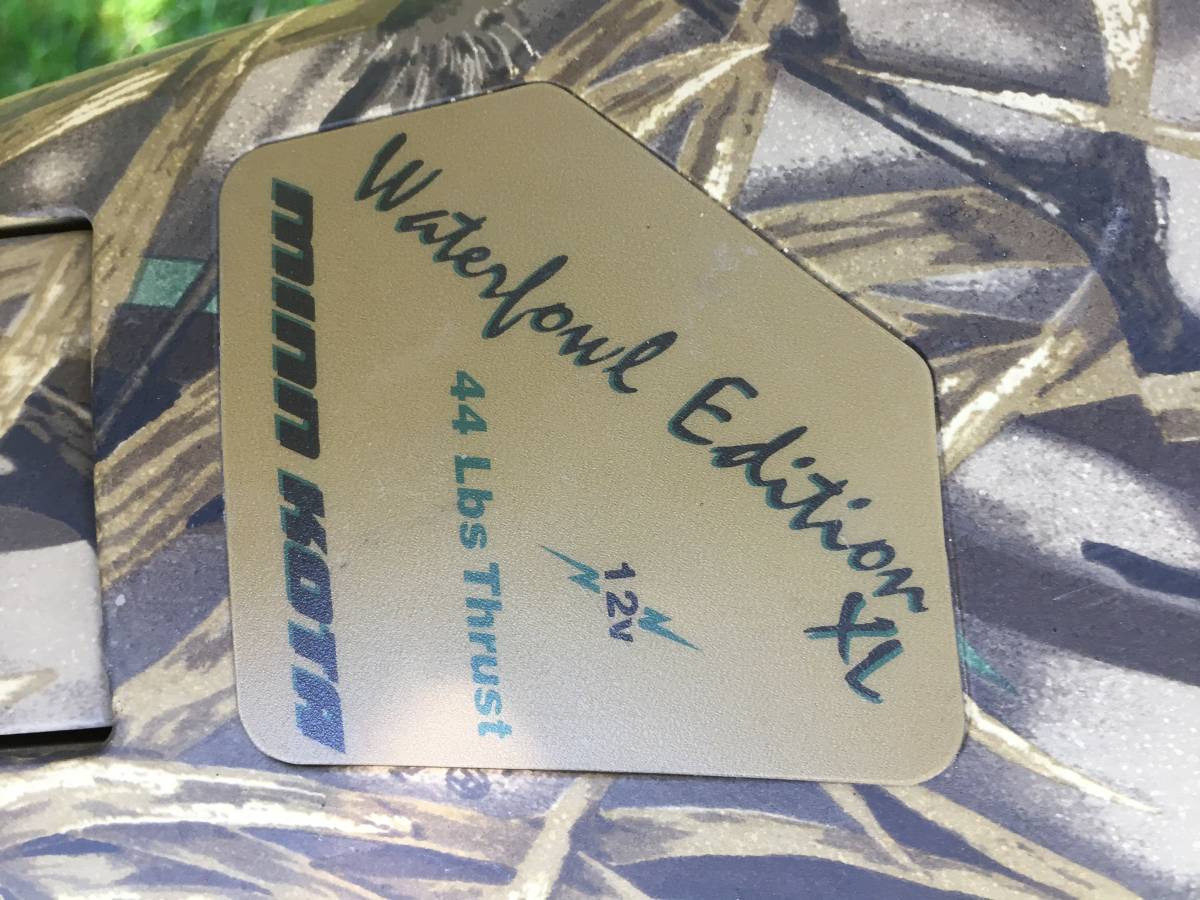 Waterfowl Edition XL
12v
44 Lbs Thrust
MINN KOTA